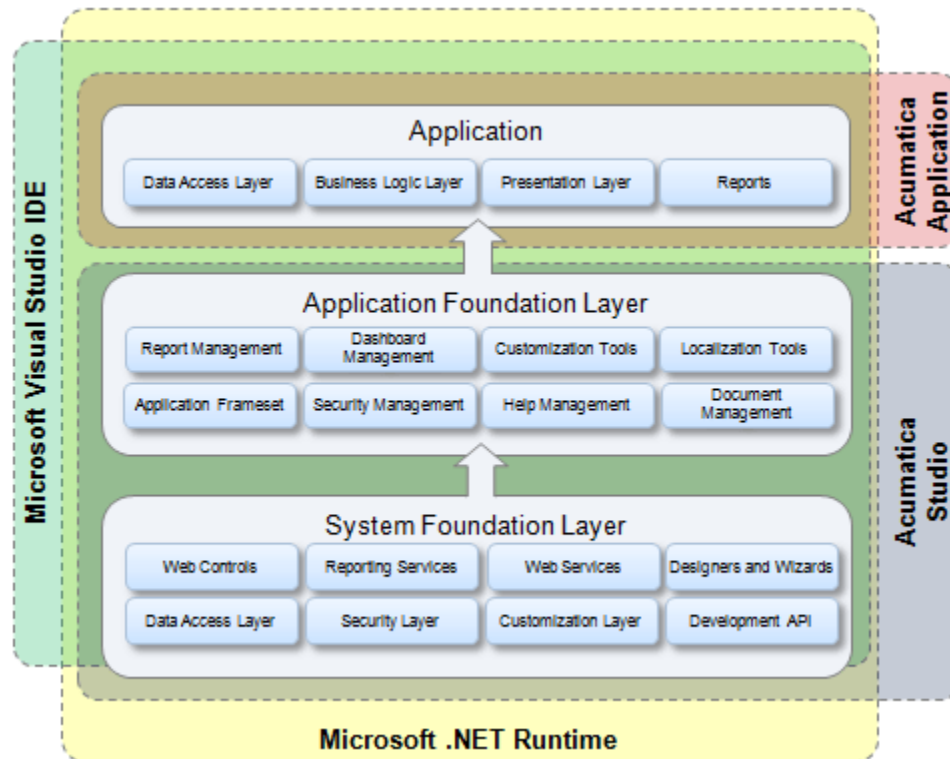 Application
Data Access Layer
Business Logic Layer
Presentation Layer
Reports
Application Foundation Layer
Report Management
Dashboard
Management
Customization Tools
Localization Tools
Application Frameset
Security Management
Help Management
Document
Management
System Foundation Layer
Web Controls
Reporting Services
Web Services
Designers and Wizards
Data Access Layer
Security Layer
Customization Layer
Development API
Microsoft .NET Runtime
Microsoft Visual Studio IDE
Acumatica
Application
Acumatica
Studio